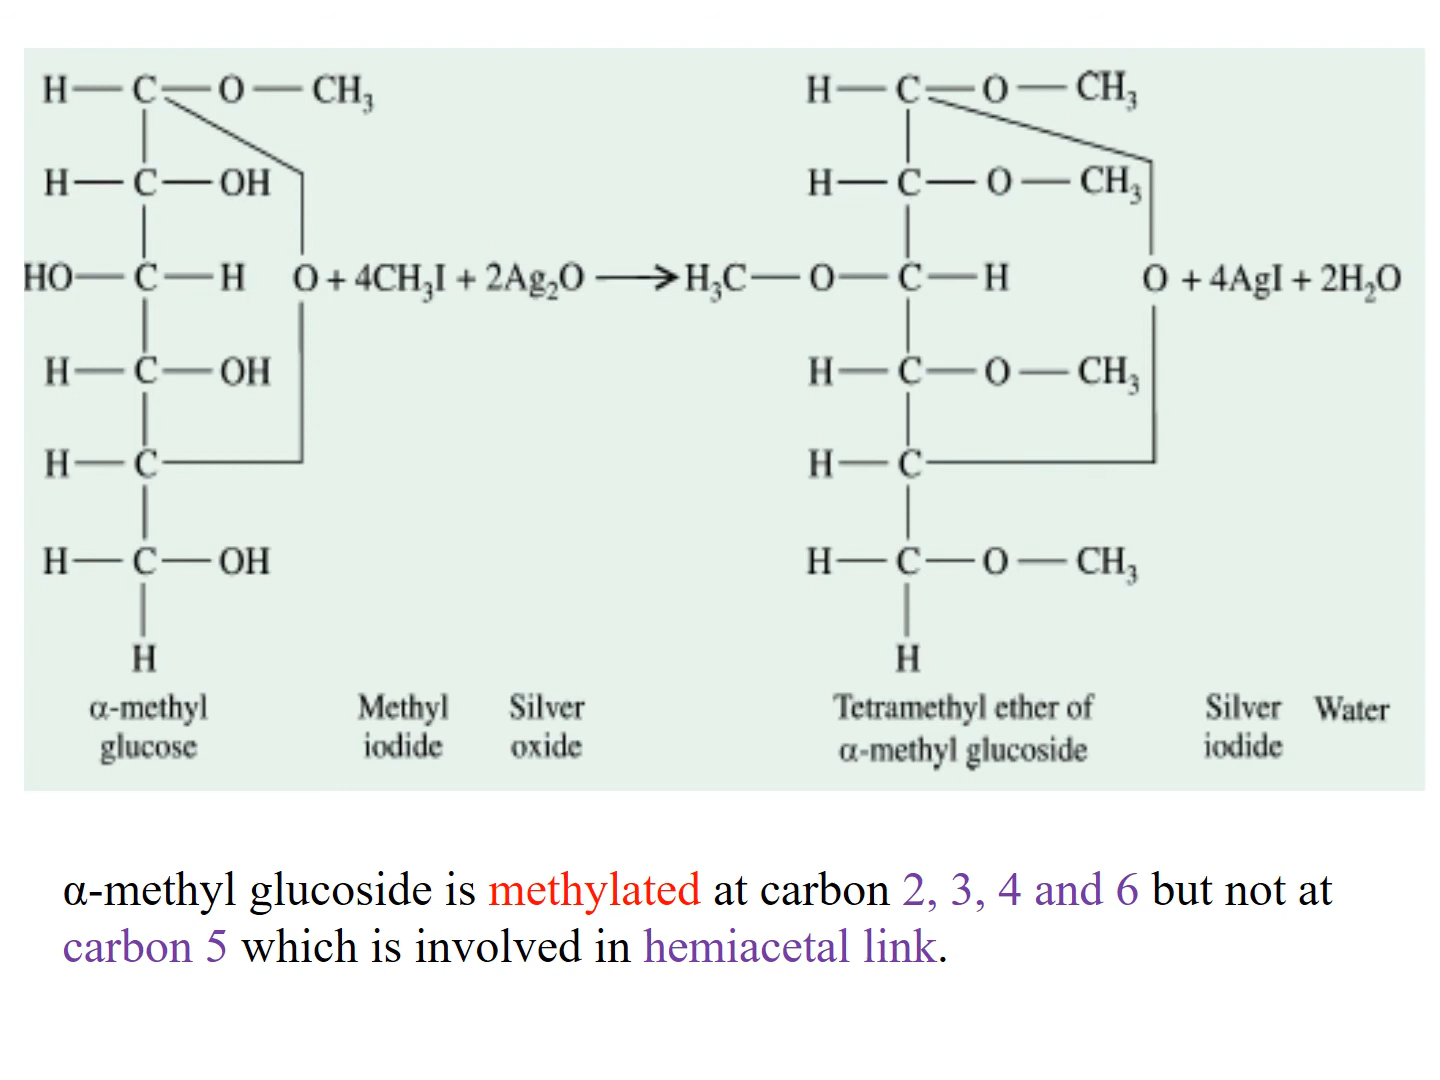 H—C—O—CH₃ H—C—O—CH₃
H—C—OH H—C—O—CH₃
HO—C—H O + 4CH₃I + 2Ag₂O ⟶ H₃C—O—C—H O + 4AgI + 2H₂O
H—C—OH H—C—O—CH₃
H—C H—C
H—C—OH H—C—O—CH₃
H H
α-methyl Methyl Silver Tetramethyl ether of Silver Water
glucose iodide oxide α-methyl glucoside iodide
α-methyl glucoside is methylated at carbon 2, 3, 4 and 6 but not at
carbon 5 which is involved in hemiacetal link.